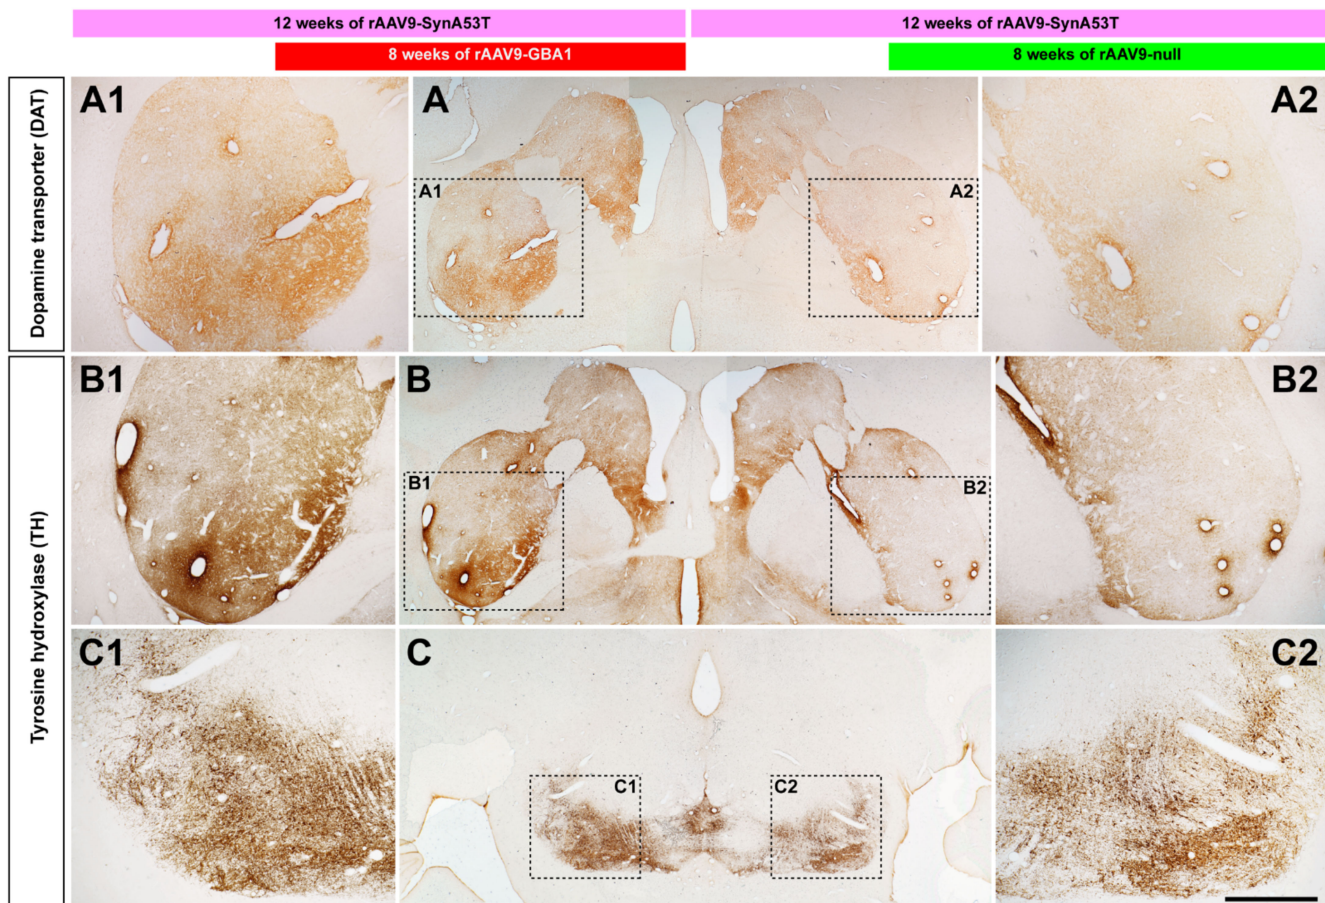 12 weeks of rAAV9-SynA53T
12 weeks of rAAV9-SynA53T
8 weeks of rAAV9-GBA1
8 weeks of rAAV9-null
Dopamine transporter (DAT)
A1
A
A2
A1
A2
Tyrosine hydroxylase (TH)
B1
B
B2
B1
B2
C1
C
C2
C1
C2